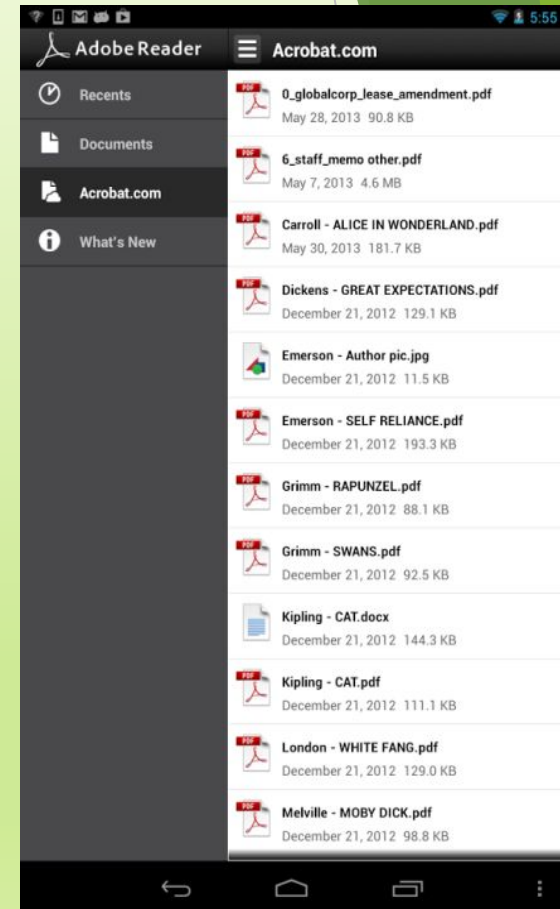 5:55
Adobe Reader
Acrobat.com
Recents
Documents
Acrobat.com
What's New
0_globalcorp_lease_amendment.pdf
May 28, 2013 90.8 KB
6_staff_memo other.pdf
May 7, 2013 4.6 MB
Carroll - ALICE IN WONDERLAND.pdf
May 30, 2013 181.7 KB
Dickens - GREAT EXPECTATIONS.pdf
December 21, 2012 129.1 KB
Emerson - Author pic.jpg
December 21, 2012 11.5 KB
Emerson - SELF RELIANCE.pdf
December 21, 2012 193.3 KB
Grimm - RAPUNZEL.pdf
December 21, 2012 88.1 KB
Grimm - SWANS.pdf
December 21, 2012 92.5 KB
Kipling - CAT.docx
December 21, 2012 144.3 KB
Kipling - CAT.pdf
December 21, 2012 111.1 KB
London - WHITE FANG.pdf
December 21, 2012 129.0 KB
Melville - MOBY DICK.pdf
December 21, 2012 98.8 KB